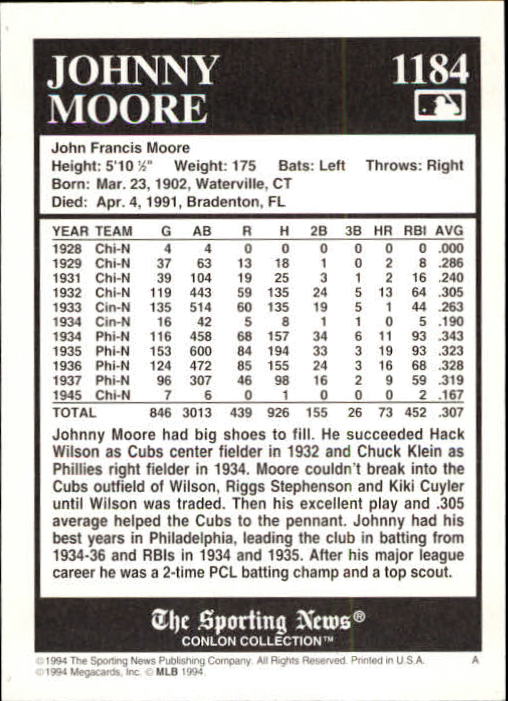 JOHNNY 1184
MOORE
John Francis Moore
Height: 5'10 ½" Weight: 175 Bats: Left Throws: Right
Born: Mar. 23, 1902, Waterville, CT
Died: Apr. 4, 1991, Bradenton, FL
YEAR TEAM G AB R H 2B 3B HR RBI AVG
1928 Chi-N 4 4 0 0 0 0 0 0 .000
1929 Chi-N 37 63 13 18 1 0 2 8 .286
1931 Chi-N 39 104 19 25 3 1 2 16 .240
1932 Chi-N 119 443 59 135 24 5 13 64 .305
1933 Cin-N 135 514 60 135 19 5 1 44 .263
1934 Cin-N 16 42 5 8 1 1 0 5 .190
1934 Phi-N 116 458 68 157 34 6 11 93 .343
1935 Phi-N 153 600 84 194 33 3 19 93 .323
1936 Phi-N 124 472 85 155 24 3 16 68 .328
1937 Phi-N 96 307 46 98 16 2 9 59 .319
1945 Chi-N 7 6 0 1 0 0 0 2 .167
TOTAL 846 3013 439 926 155 26 73 452 .307
Johnny Moore had big shoes to fill. He succeeded Hack
Wilson as Cubs center fielder in 1932 and Chuck Klein as
Phillies right fielder in 1934. Moore couldn't break into the
Cubs outfield of Wilson, Riggs Stephenson and Kiki Cuyler
until Wilson was traded. Then his excellent play and .305
average helped the Cubs to the pennant. Johnny had his
best years in Philadelphia, leading the club in batting from
1934-36 and RBIs in 1934 and 1935. After his major league
career he was a 2-time PCL batting champ and a top scout.
The Sporting News®
CONLON COLLECTION™
©1994 The Sporting News Publishing Company. All Rights Reserved. Printed in U.S.A. A
©1994 Megacards, Inc. © MLB 1994.